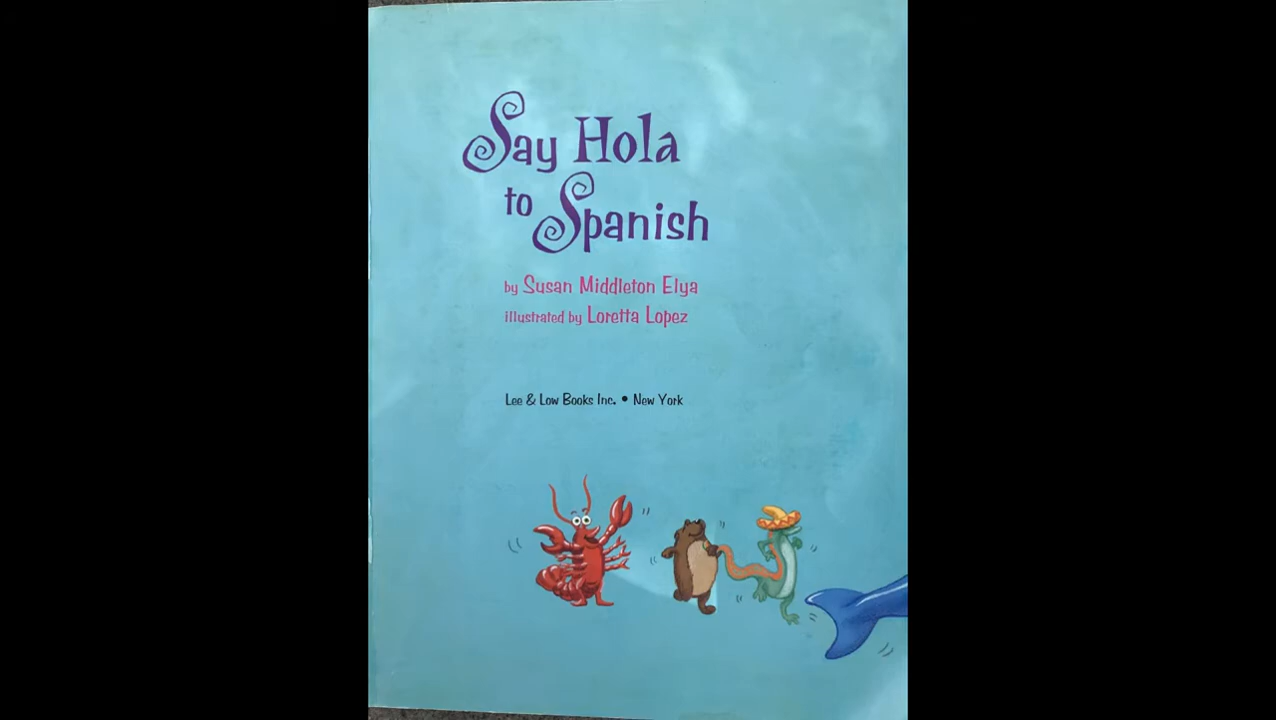 Say Hola
to Spanish
by Susan Middleton Elya
illustrated by Loretta Lopez
Lee & Low Books Inc. • New York